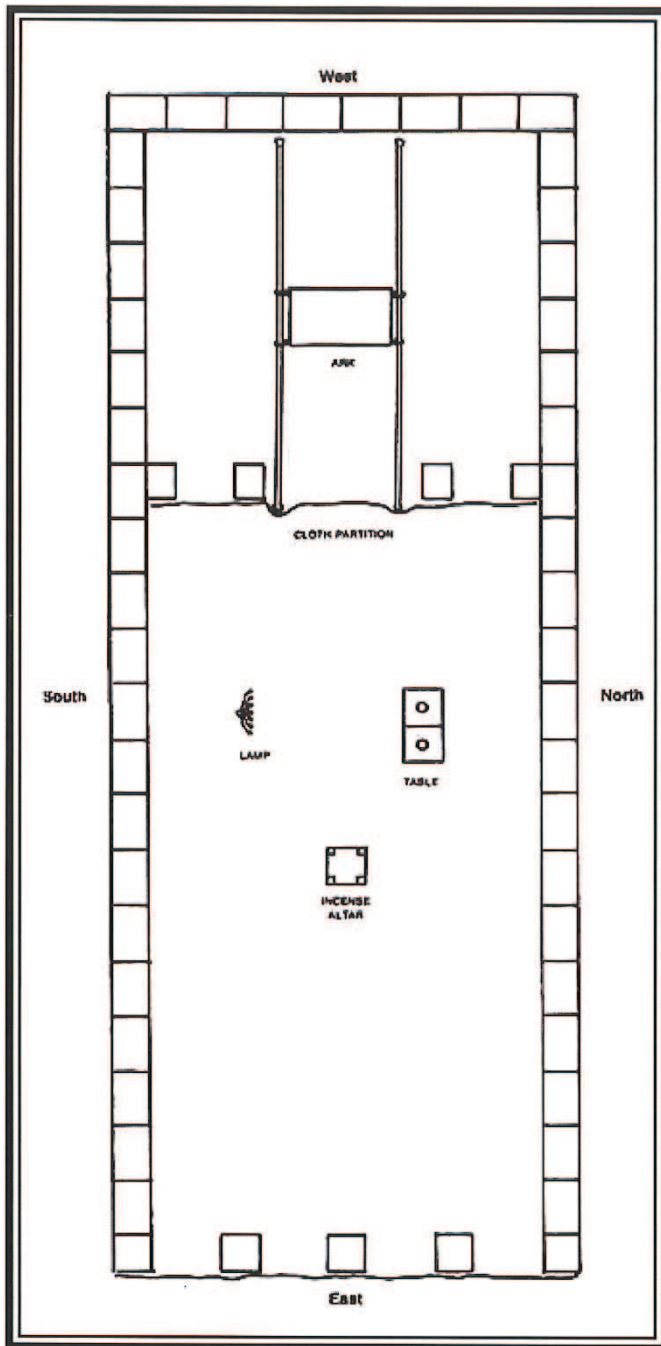 West
ARK
CLOTH PARTITION
South
North
LAMP
TABLE
INCENSE
ALTAR
East